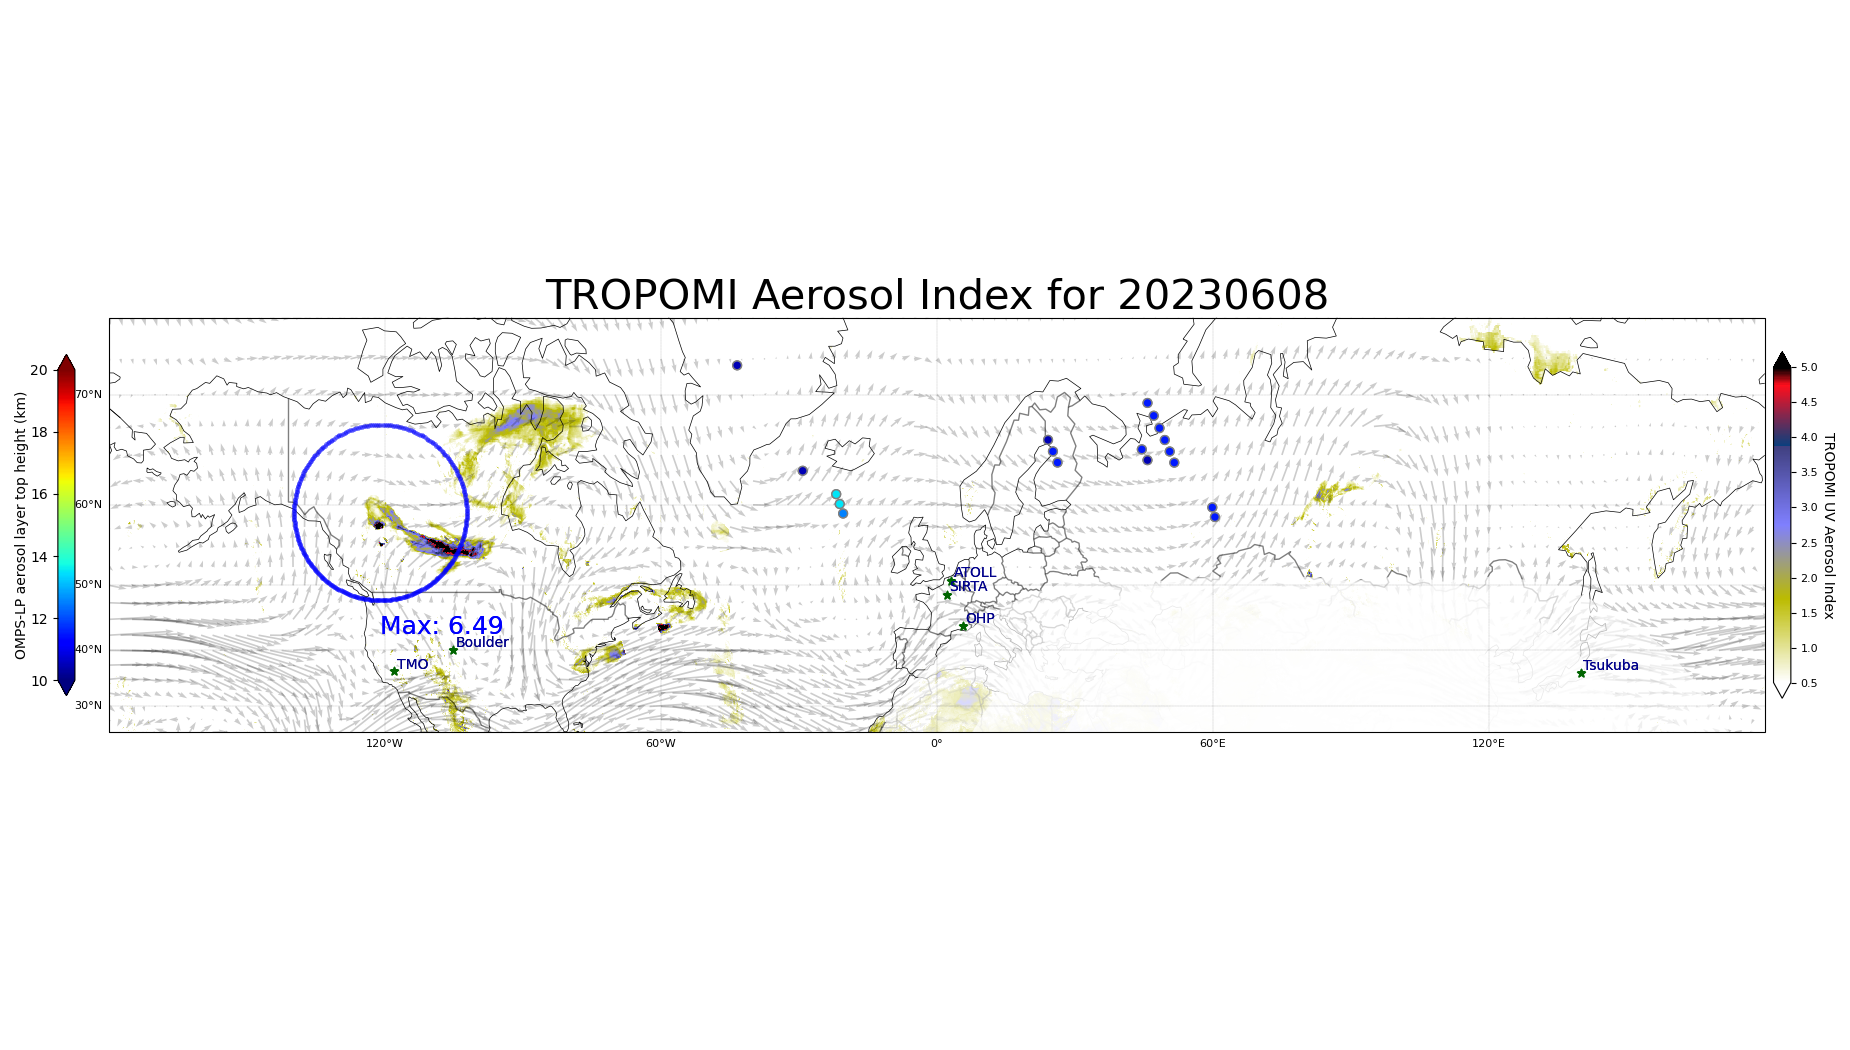 TROPOMI Aerosol Index for 20230608
OMPS-LP aerosol layer top height (km)
20
18
16
14
12
10
70°N
60°N
50°N
40°N
30°N
120°W
60°W
0°
60°E
120°E
Max: 6.49
Boulder
TMO
ATOLL
SIRTA
OHP
Tsukuba
5.0
4.5
4.0
3.5
3.0
2.5
2.0
1.5
1.0
0.5
TROPOMI UV Aerosol Index